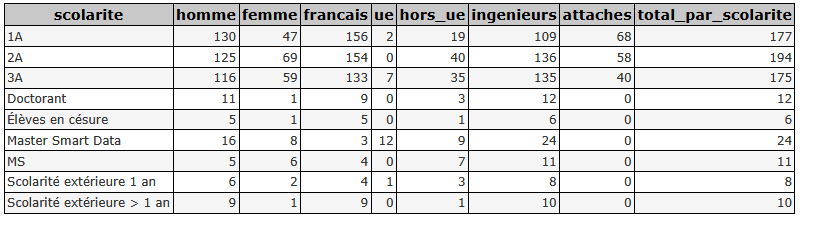 scolarite homme femme francais ue hors_ue ingenieurs attaches total_par_scolarite
1A 130 47 156 2 19 109 68 177
2A 125 69 154 0 40 136 58 194
3A 116 59 133 7 35 135 40 175
Doctorant 11 1 9 0 3 12 0 12
Élèves en césure 5 1 5 0 1 6 0 6
Master Smart Data 16 8 3 12 9 24 0 24
MS 5 6 4 0 7 11 0 11
Scolarité extérieure 1 an 6 2 4 1 3 8 0 8
Scolarité extérieure > 1 an 9 1 9 0 1 10 0 10